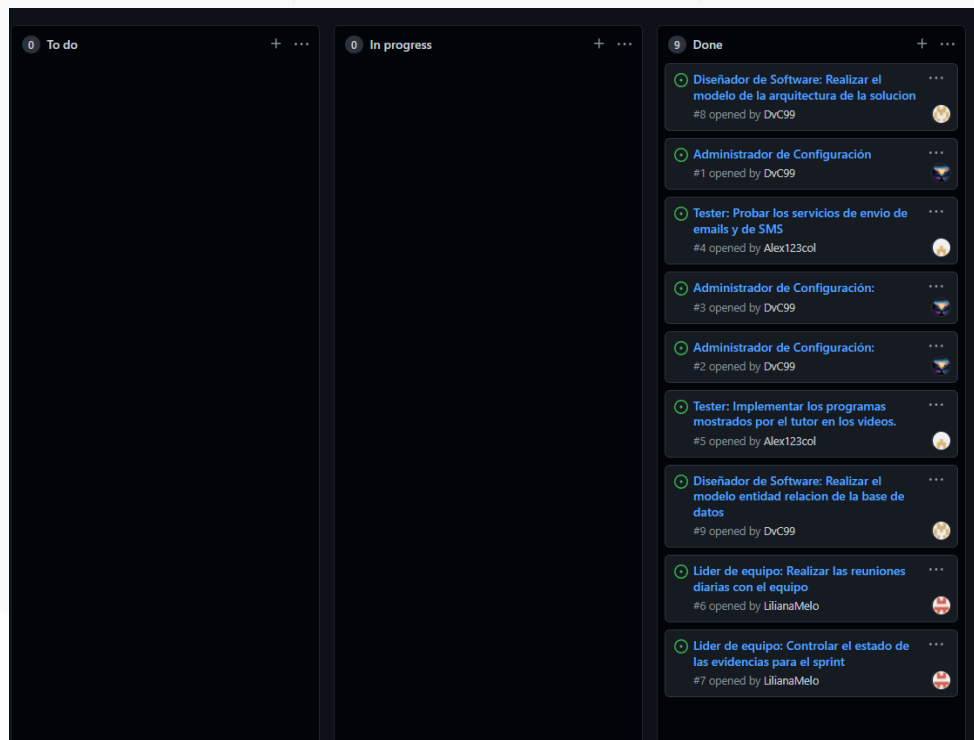 0 To do
0 In progress
9 Done
Diseñador de Software: Realizar el
modelo de la arquitectura de la solucion
#8 opened by DvC99
Administrador de Configuración
#1 opened by DvC99
Tester: Probar los servicios de envio de
emails y de SMS
#4 opened by Alex123col
Administrador de Configuración:
#3 opened by DvC99
Administrador de Configuración:
#2 opened by DvC99
Tester: Implementar los programas
mostrados por el tutor en los videos.
#5 opened by Alex123col
Diseñador de Software: Realizar el
modelo entidad relacion de la base de
datos
#9 opened by DvC99
Lider de equipo: Realizar las reuniones
diarias con el equipo
#6 opened by LilianaMelo
Lider de equipo: Controlar el estado de
las evidencias para el sprint
#7 opened by LilianaMelo